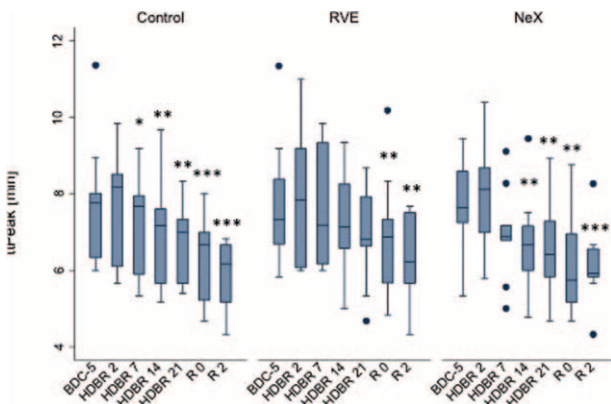 Control RVE NeX
12
10
8
6
4
[mm]
* ** ** *** ***
** **
** ** ** ***
BDC-5 HDBR 2 HDBR 7 HDBR 14 HDBR 21 R 0 R 2
BDC-5 HDBR 2 HDBR 7 HDBR 14 HDBR 21 R 0 R 2
BDC-5 HDBR 2 HDBR 7 HDBR 14 HDBR 21 R 0 R 2